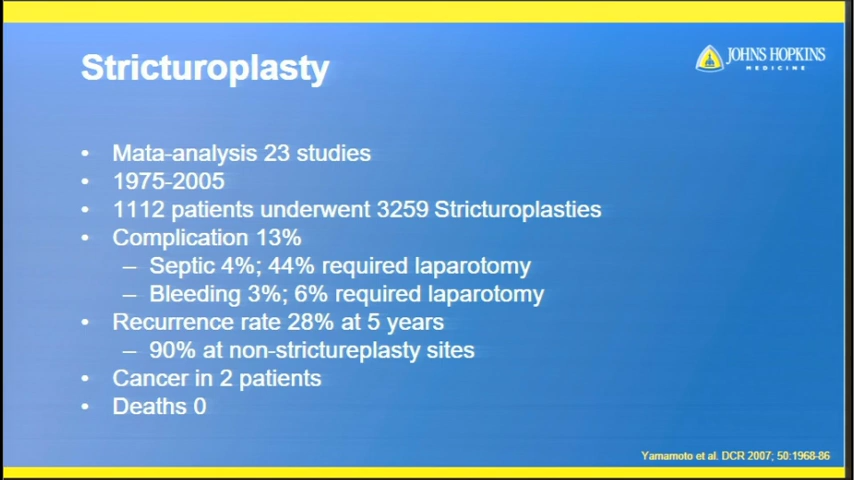 Stricturoplasty
JOHNS HOPKINS
MEDICINE
• Mata-analysis 23 studies
• 1975-2005
• 1112 patients underwent 3259 Stricturoplasties
• Complication 13%
– Septic 4%; 44% required laparotomy
– Bleeding 3%; 6% required laparotomy
• Recurrence rate 28% at 5 years
– 90% at non-strictureplasty sites
• Cancer in 2 patients
• Deaths 0
Yamamoto et al. DCR 2007; 50:1968-86